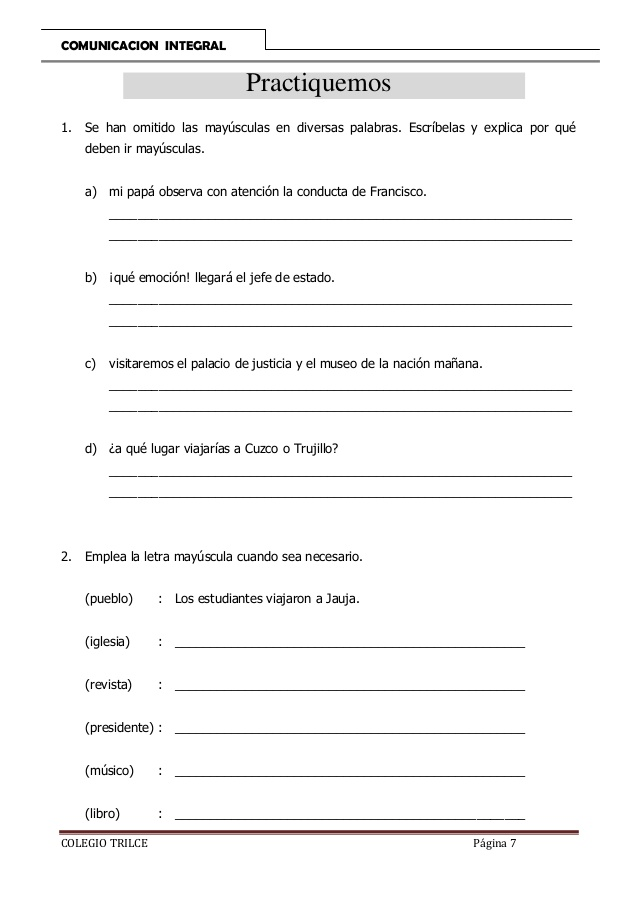 COMUNICACION INTEGRAL
Practiquemos
1. Se han omitido las mayúsculas en diversas palabras. Escríbelas y explica por qué
deben ir mayúsculas.
a) mi papá observa con atención la conducta de Francisco.
b) ¡qué emoción! llegará el jefe de estado.
c) visitaremos el palacio de justicia y el museo de la nación mañana.
d) ¿a qué lugar viajarías a Cuzco o Trujillo?
2. Emplea la letra mayúscula cuando sea necesario.
(pueblo) : Los estudiantes viajaron a Jauja.
(iglesia) :
(revista) :
(presidente) :
(músico) :
(libro) :
COLEGIO TRILCE Página 7